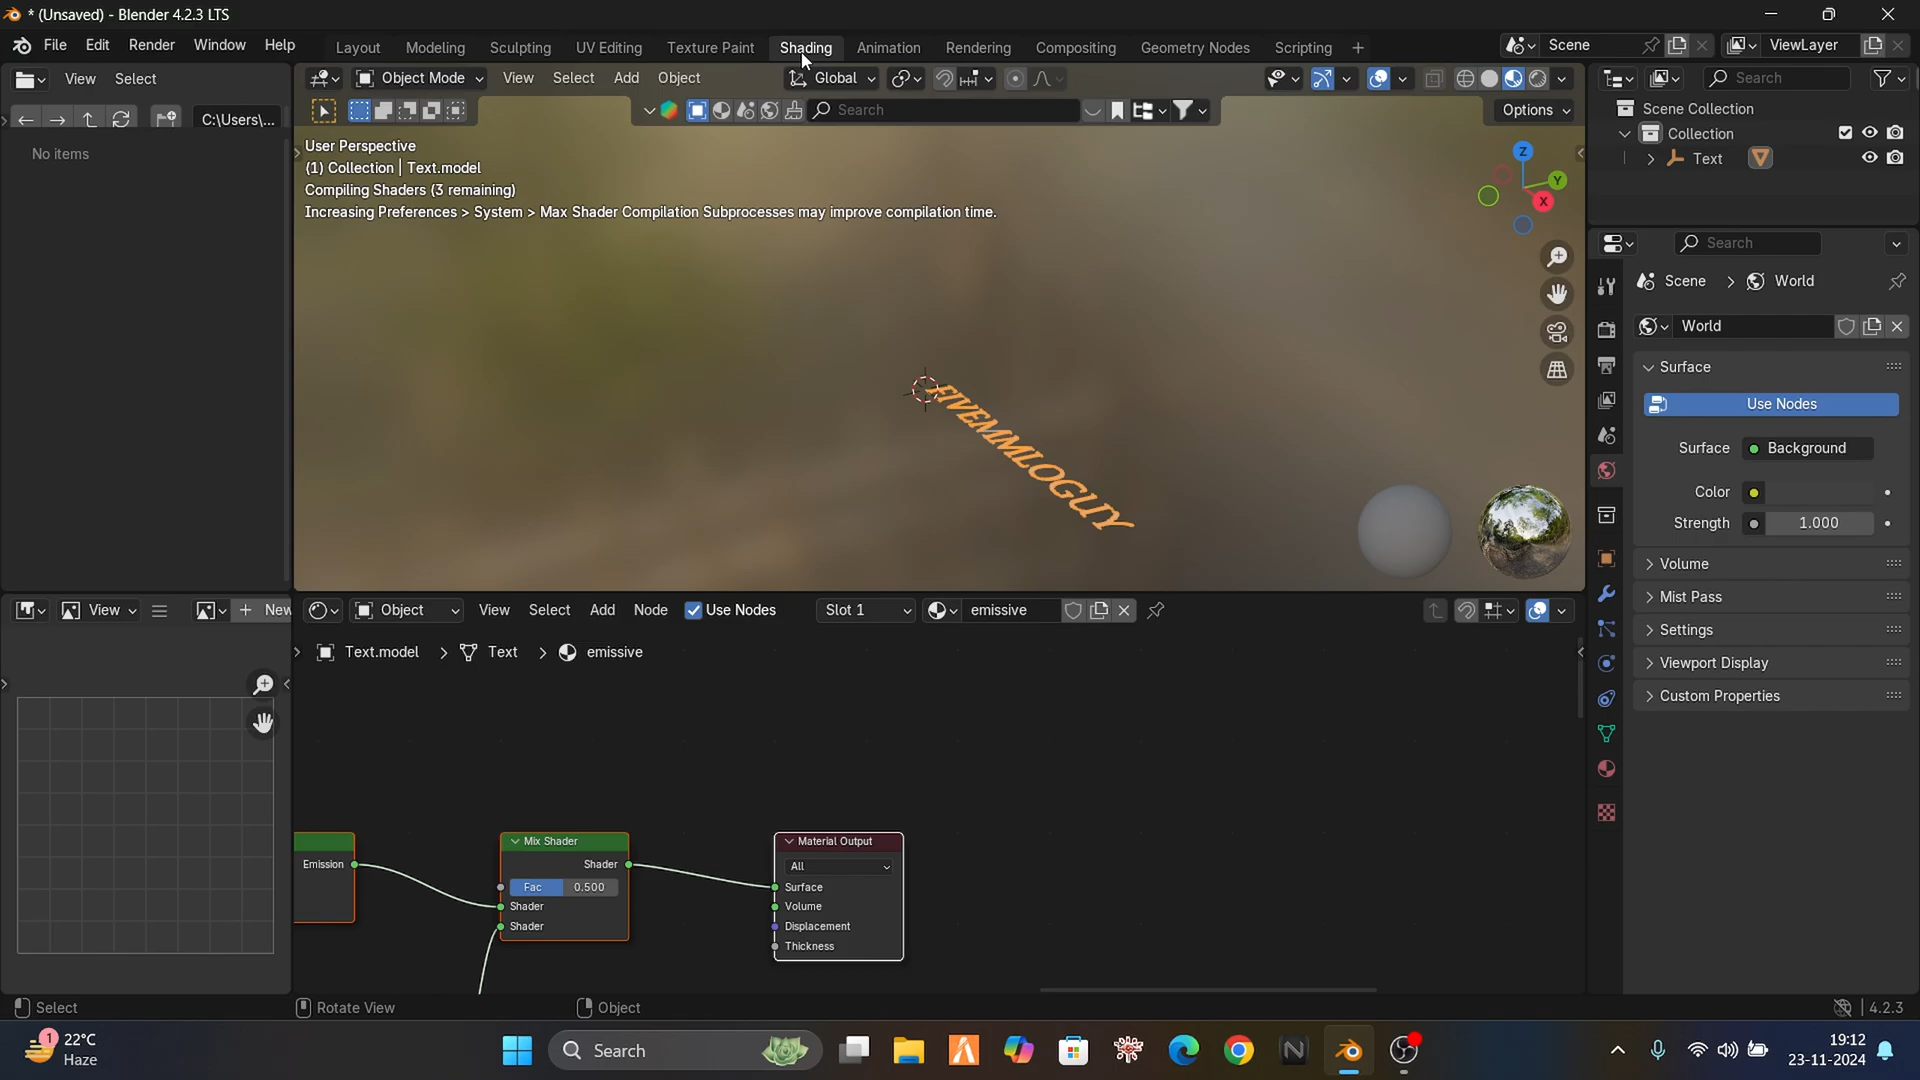 * (Unsaved) - Blender 4.2.3 LTS
File Edit Render Window Help
Layout Modeling Sculpting UV Editing Texture Paint Shading Animation Rendering Compositing Geometry Nodes Scripting +
Scene
ViewLayer
View Select
Object Mode View Select Add Object
Global
Search
C:\Users\...
Search
Options
No items
User Perspective
(1) Collection | Text.model
Compiling Shaders (3 remaining)
Increasing Preferences > System > Max Shader Compilation Subprocesses may improve compilation time.
Z
Y
X
FIVEMMLOGUY
Scene Collection
Collection
Text
Search
Scene > World
World
Surface
Use Nodes
Surface Background
Color
Strength 1.000
Volume
Mist Pass
Settings
Viewport Display
Custom Properties
View
+ New
Object View Select Add Node Use Nodes Slot 1 emissive
Text.model > Text > emissive
Emission
Mix Shader
Shader
Fac 0.500
Shader
Shader
Material Output
All
Surface
Volume
Displacement
Thickness
Select
Rotate View
Object
4.2.3
1
22°C
Haze
Search
19:12
23-11-2024